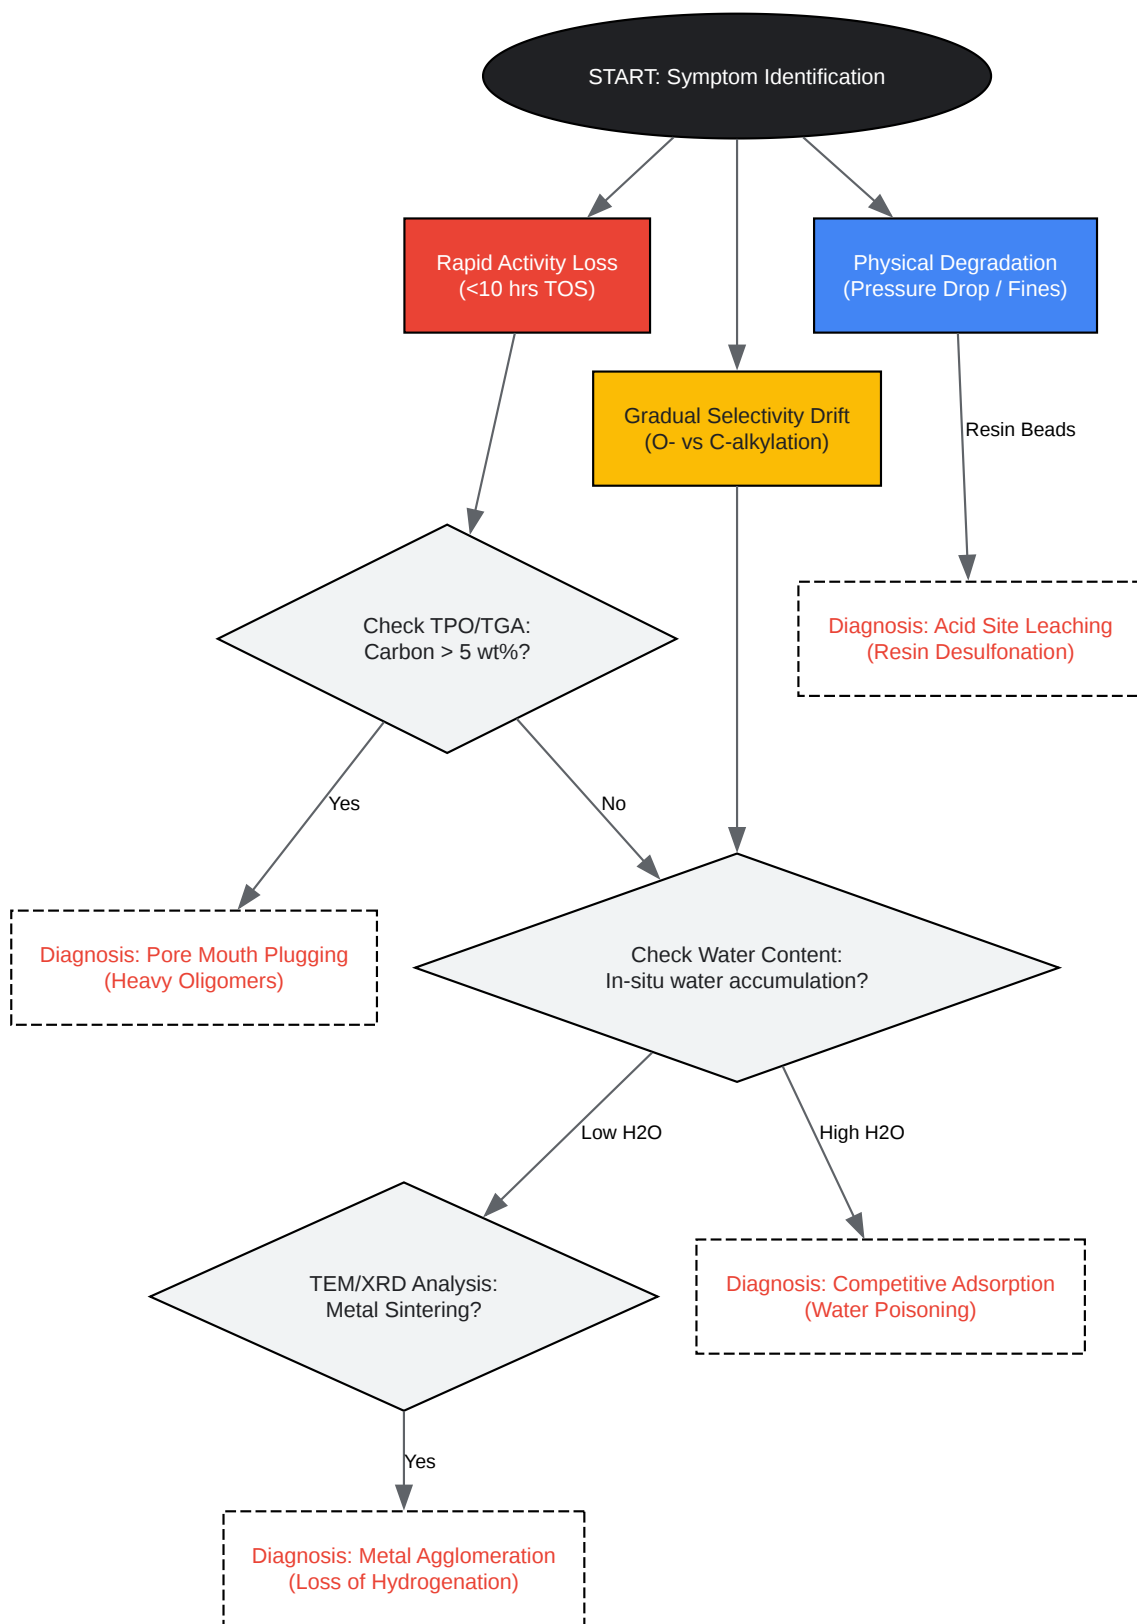 START: Symptom Identification
Rapid Activity Loss
(<10 hrs TOS)
Physical Degradation
(Pressure Drop / Fines)
Gradual Selectivity Drift
(O- vs C-alkylation)
Resin Beads
Check TPO/TGA:
Carbon > 5 wt%?
Diagnosis: Acid Site Leaching
(Resin Desulfonation)
Yes
No
Diagnosis: Pore Mouth Plugging
(Heavy Oligomers)
Check Water Content:
In-situ water accumulation?
Low H2O
High H2O
TEM/XRD Analysis:
Metal Sintering?
Diagnosis: Competitive Adsorption
(Water Poisoning)
Yes
Diagnosis: Metal Agglomeration
(Loss of Hydrogenation)